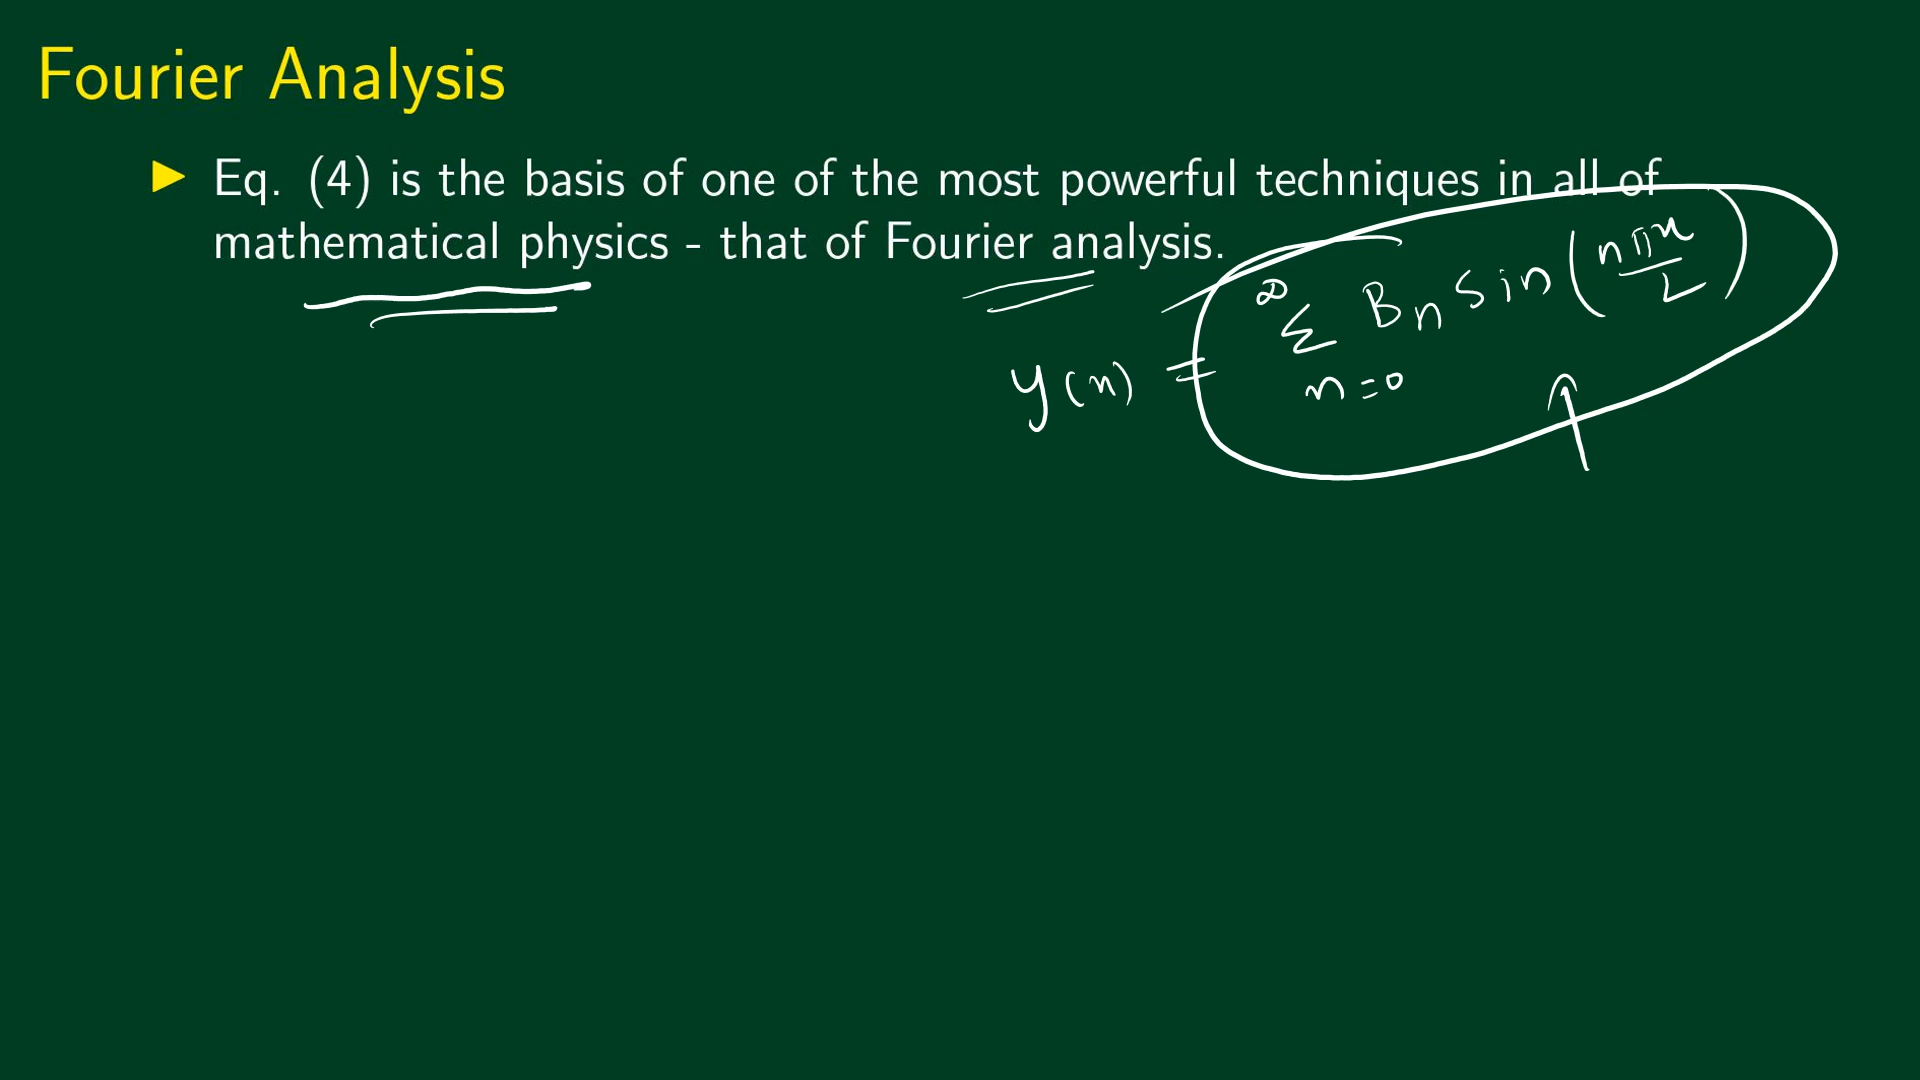 Fourier Analysis
Eq. (4) is the basis of one of the most powerful techniques in all of
mathematical physics - that of Fourier analysis.
y(x) = ∞ Σ n=0 Bn sin(nπx/L)